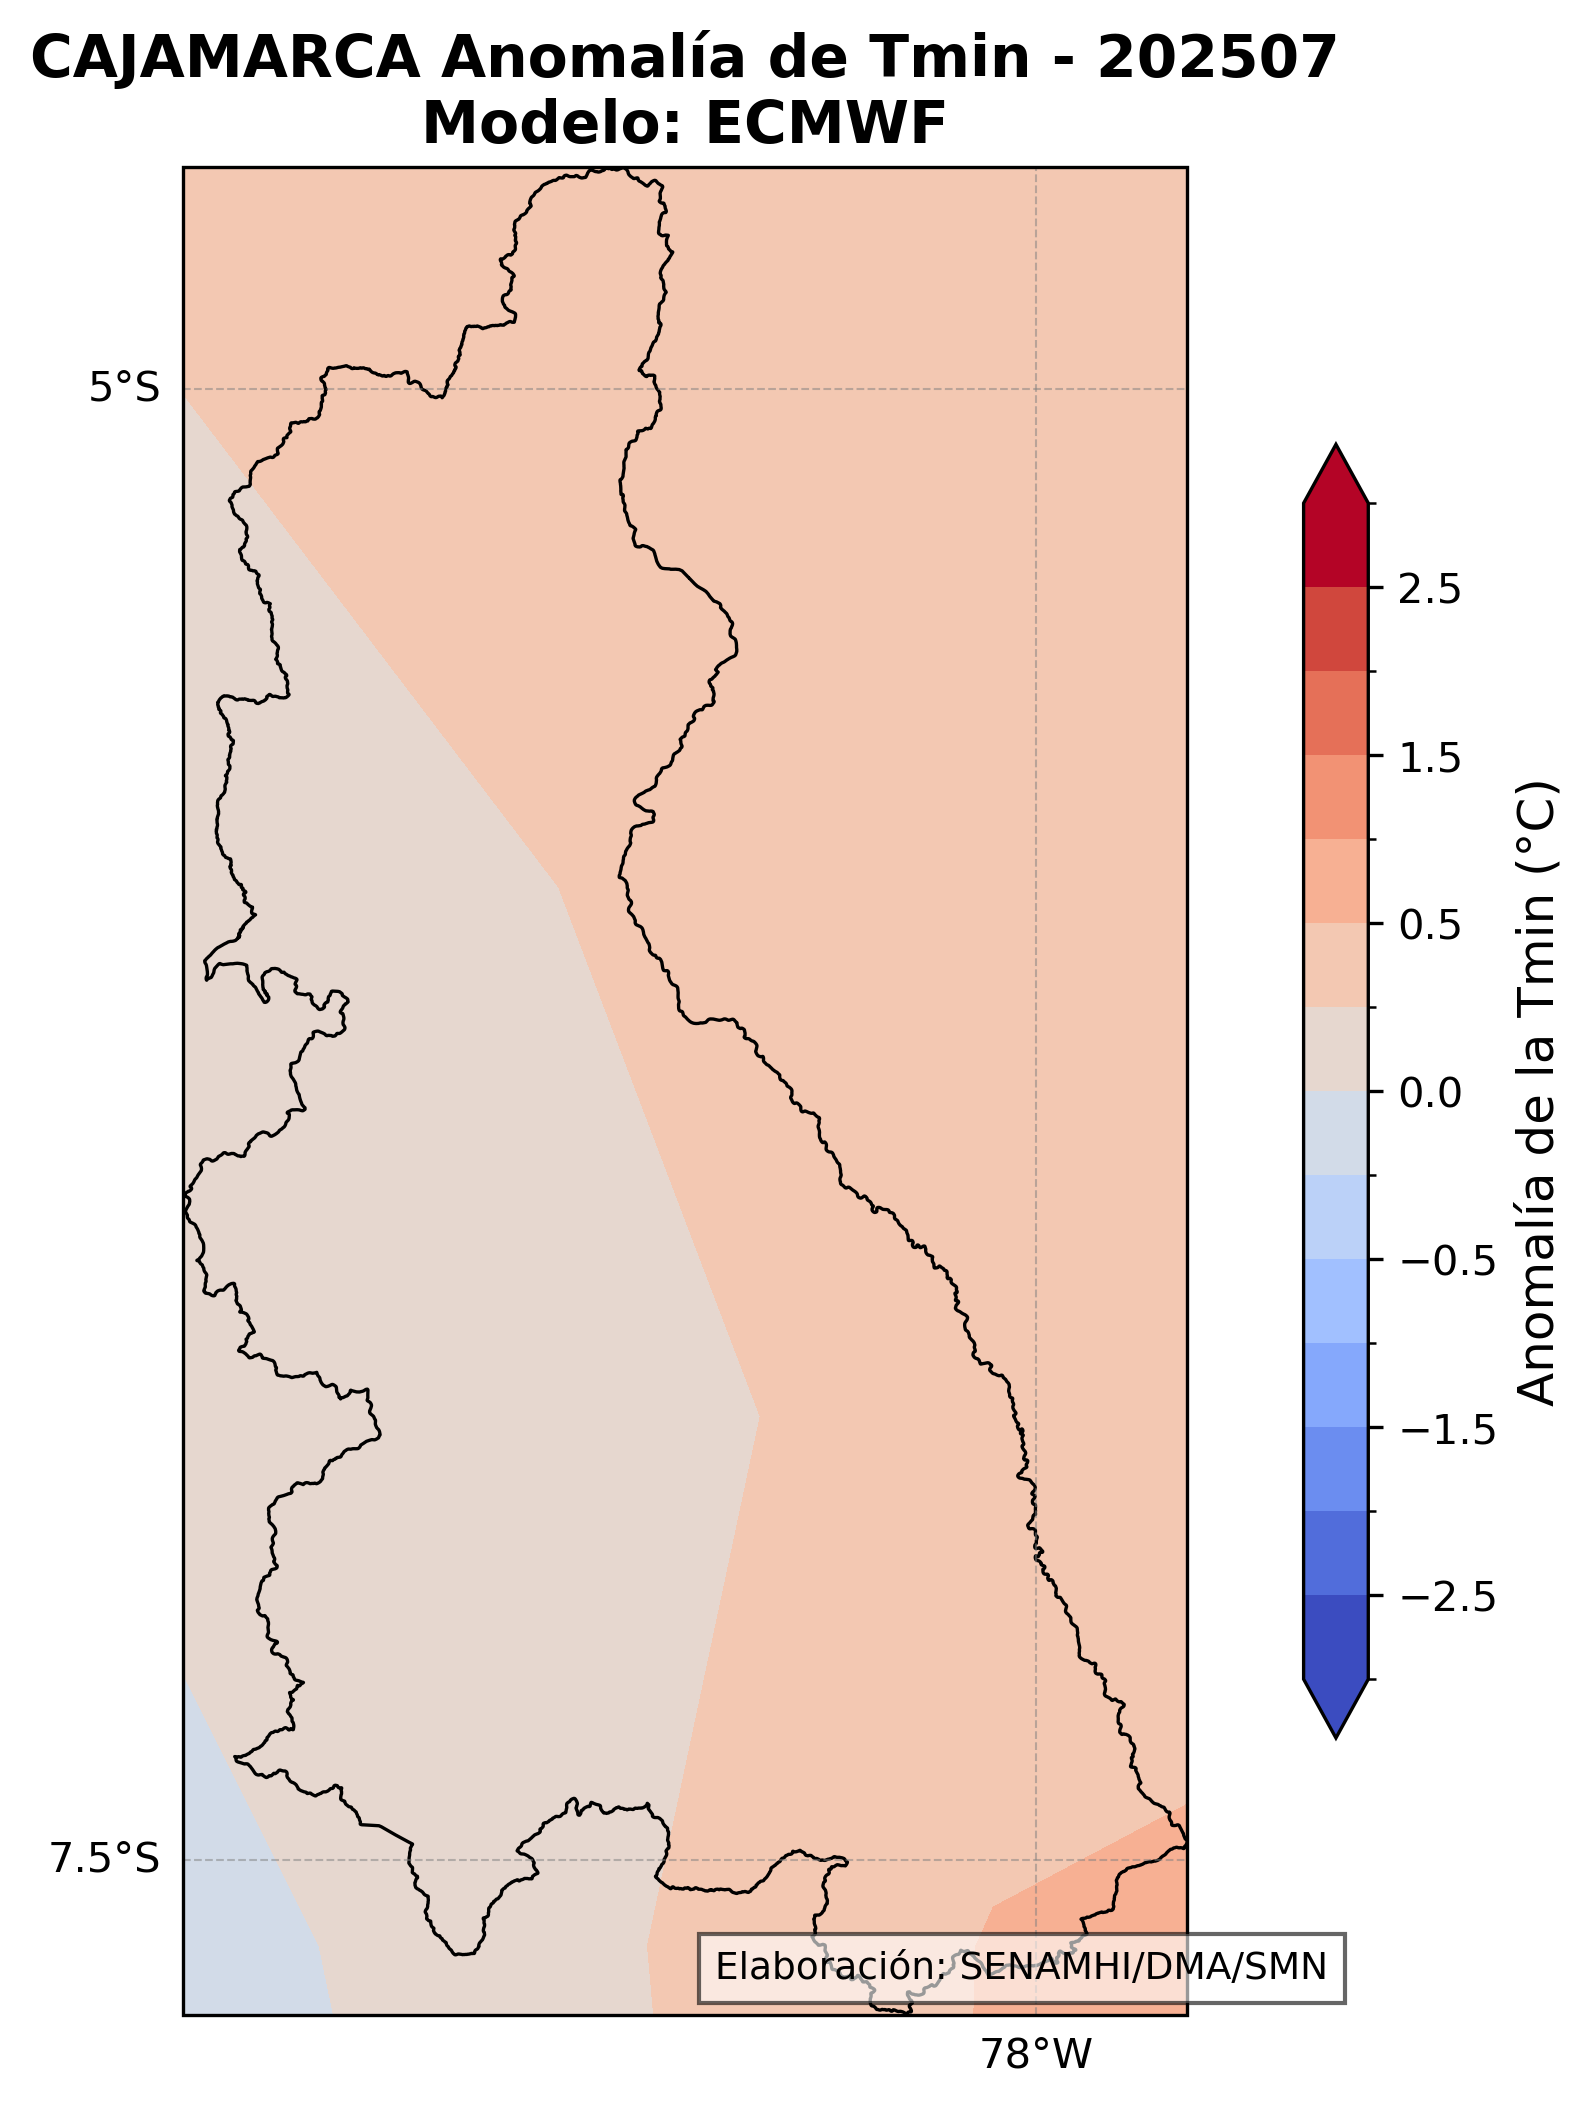 CAJAMARCA Anomalía de Tmin - 202507
Modelo: ECMWF
5°S
7.5°S
78°W
2.5
1.5
0.5
0.0
−0.5
−1.5
−2.5
Anomalía de la Tmin (°C)
Elaboración: SENAMHI/DMA/SMN